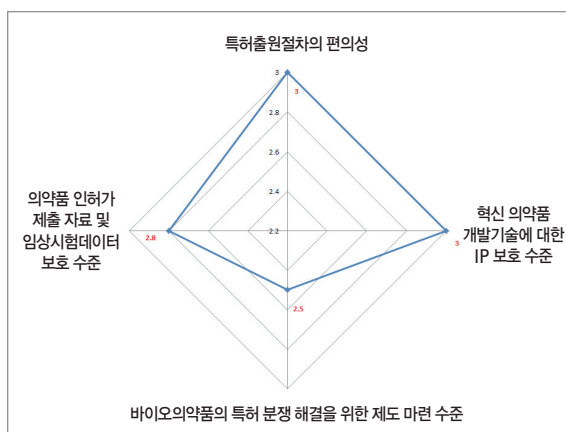 특허출원절차의 편의성
3
3
2.8
2.6
2.4
2.2
의약품 인허가
제출 자료 및
임상시험데이터
보호 수준
2.8
혁신 의약품
개발기술에 대한
IP 보호 수준
3
2.5
바이오의약품의 특허 분쟁 해결을 위한 제도 마련 수준